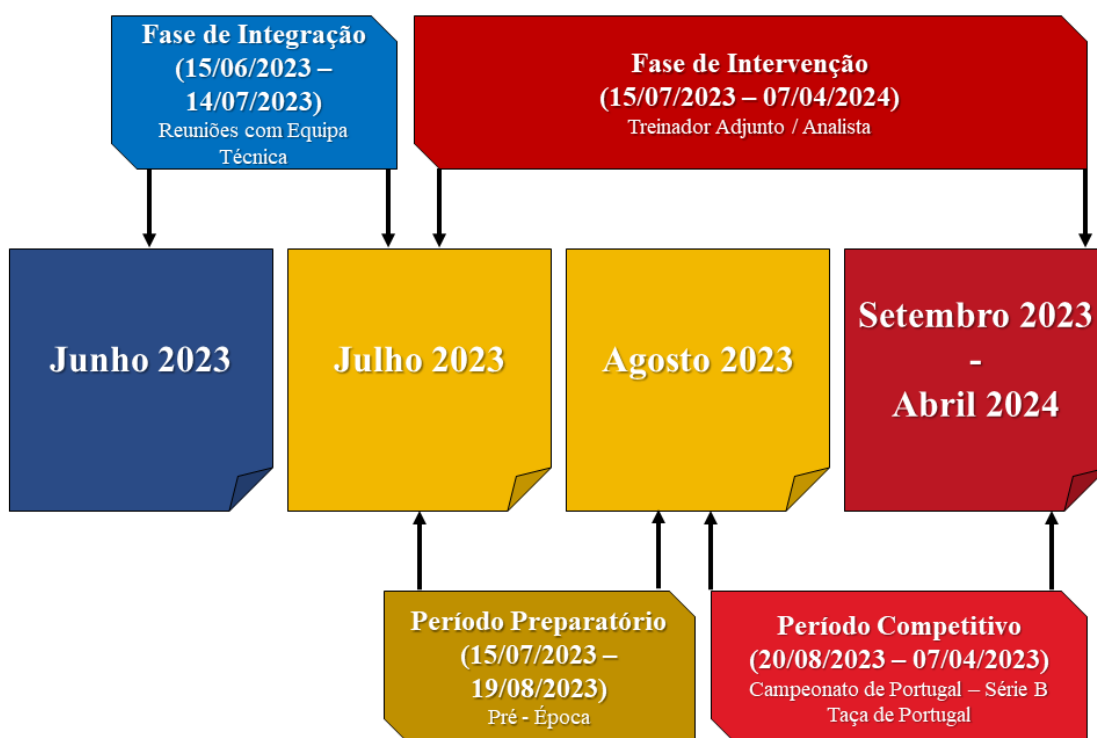 Fase de Integração
(15/06/2023 –
14/07/2023)
Reuniões com Equipa
Técnica
Fase de Intervenção
(15/07/2023 – 07/04/2024)
Treinador Adjunto / Analista
Junho 2023
Julho 2023
Agosto 2023
Setembro 2023
-
Abril 2024
Período Preparatório
(15/07/2023 –
19/08/2023)
Pré - Época
Período Competitivo
(20/08/2023 – 07/04/2023)
Campeonato de Portugal – Série B
Taça de Portugal